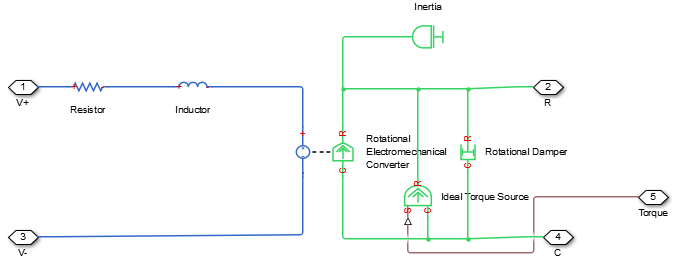 Inertia
1
V+
Resistor
Inductor
2
R
+
R
Rotational
Electromechanical
Converter
C
R
Rotational Damper
C
R
Ideal Torque Source
S
C
5
Torque
3
V-
4
C